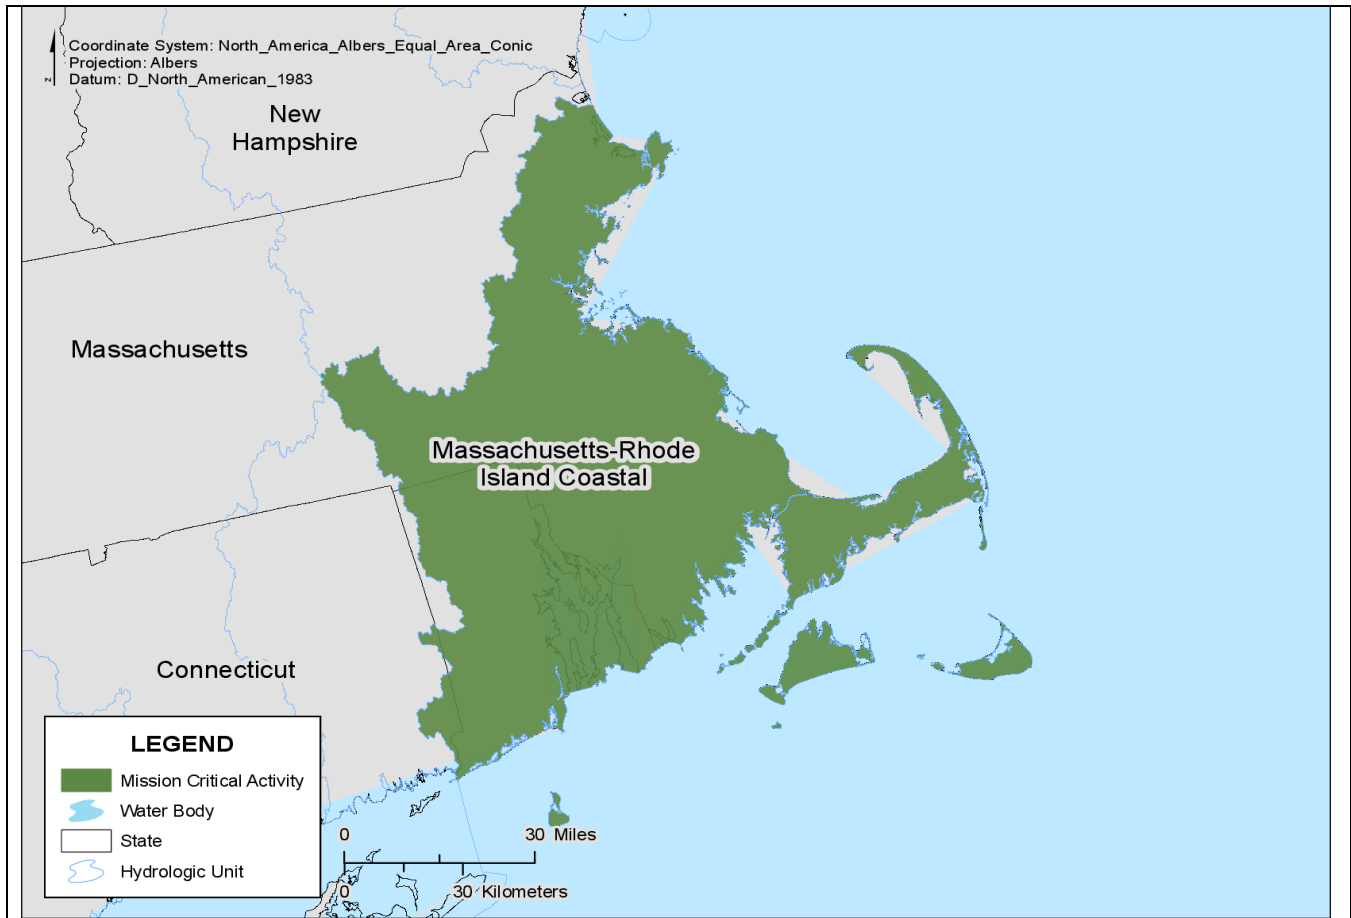 Coordinate System: North_America_Albers_Equal_Area_Conic
Projection: Albers
Datum: D_North_American_1983
z
New
Hampshire
Massachusetts
Massachusetts-Rhode
Island Coastal
Connecticut
LEGEND
Mission Critical Activity
Water Body
State
Hydrologic Unit
0 30 Miles
0 30 Kilometers